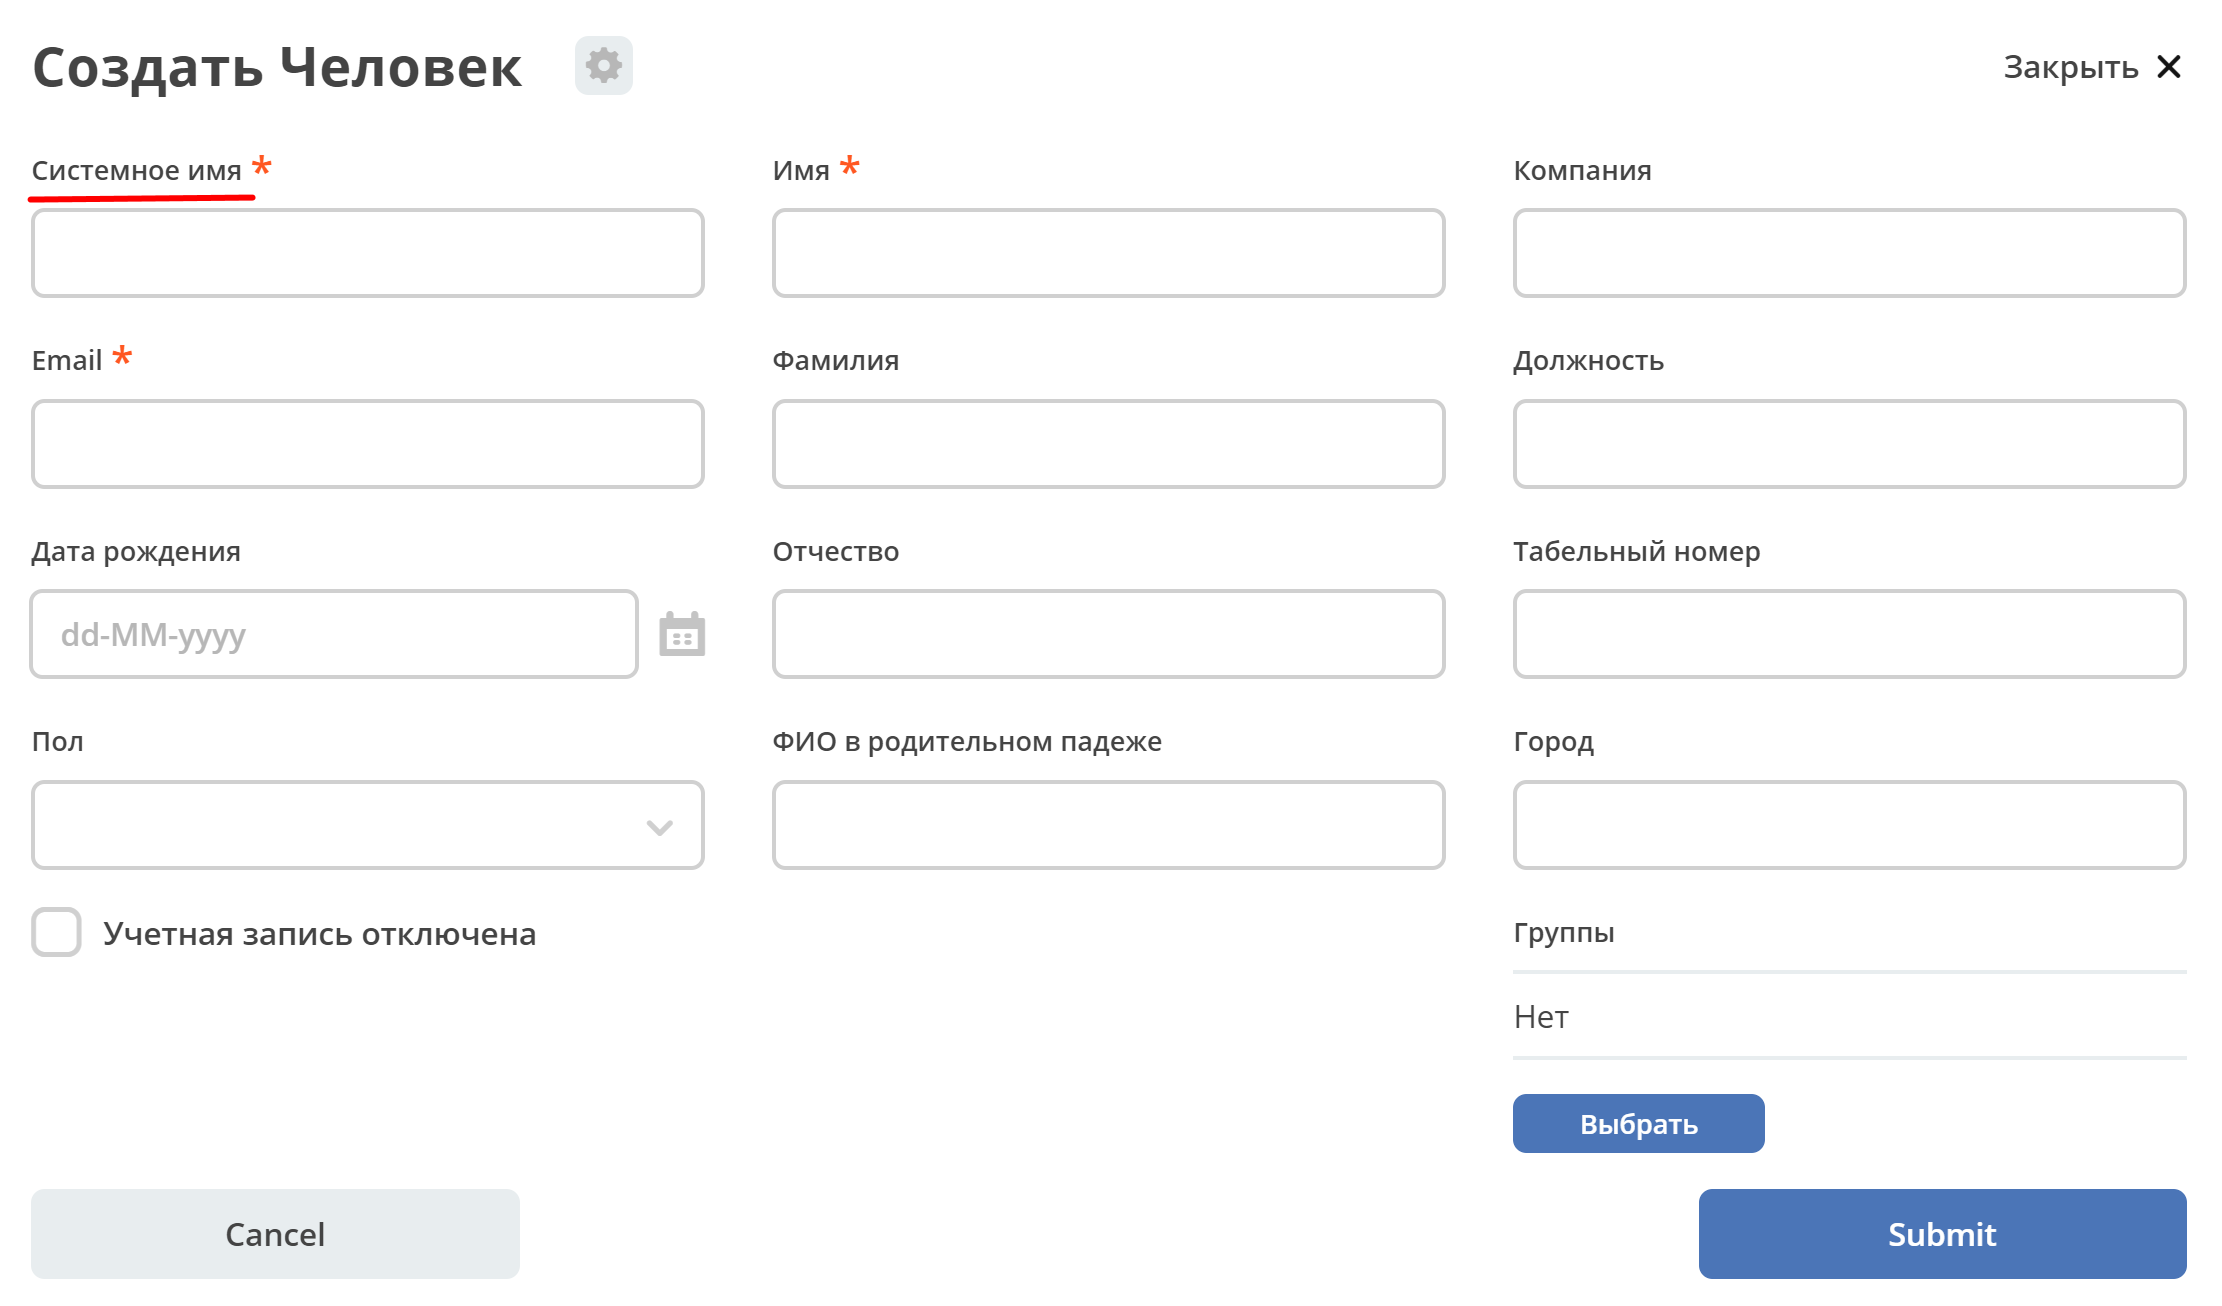 Создать Человек
Закрыть
Системное имя *
Имя *
Компания
Email *
Фамилия
Должность
Дата рождения
Отчество
Табельный номер
dd-MM-yyyy
Пол
ФИО в родительном падеже
Город
Учетная запись отключена
Группы
Нет
Выбрать
Cancel
Submit